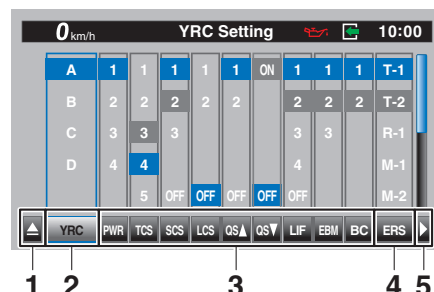 0 km/h YRC Setting 10:00
A 1 1 1 1 1 ON 1 1 1 T-1
B 2 2 2 2 2 2 2 2 T-2
C 3 3 3 3 3 R-1
D 4 4 4 M-1
5 OFF OFF OFF OFF OFF M-2
YRC PWR TCS SCS LCS QS▲ QS▼ LIF EBM BC ERS
1 2 3 4 5